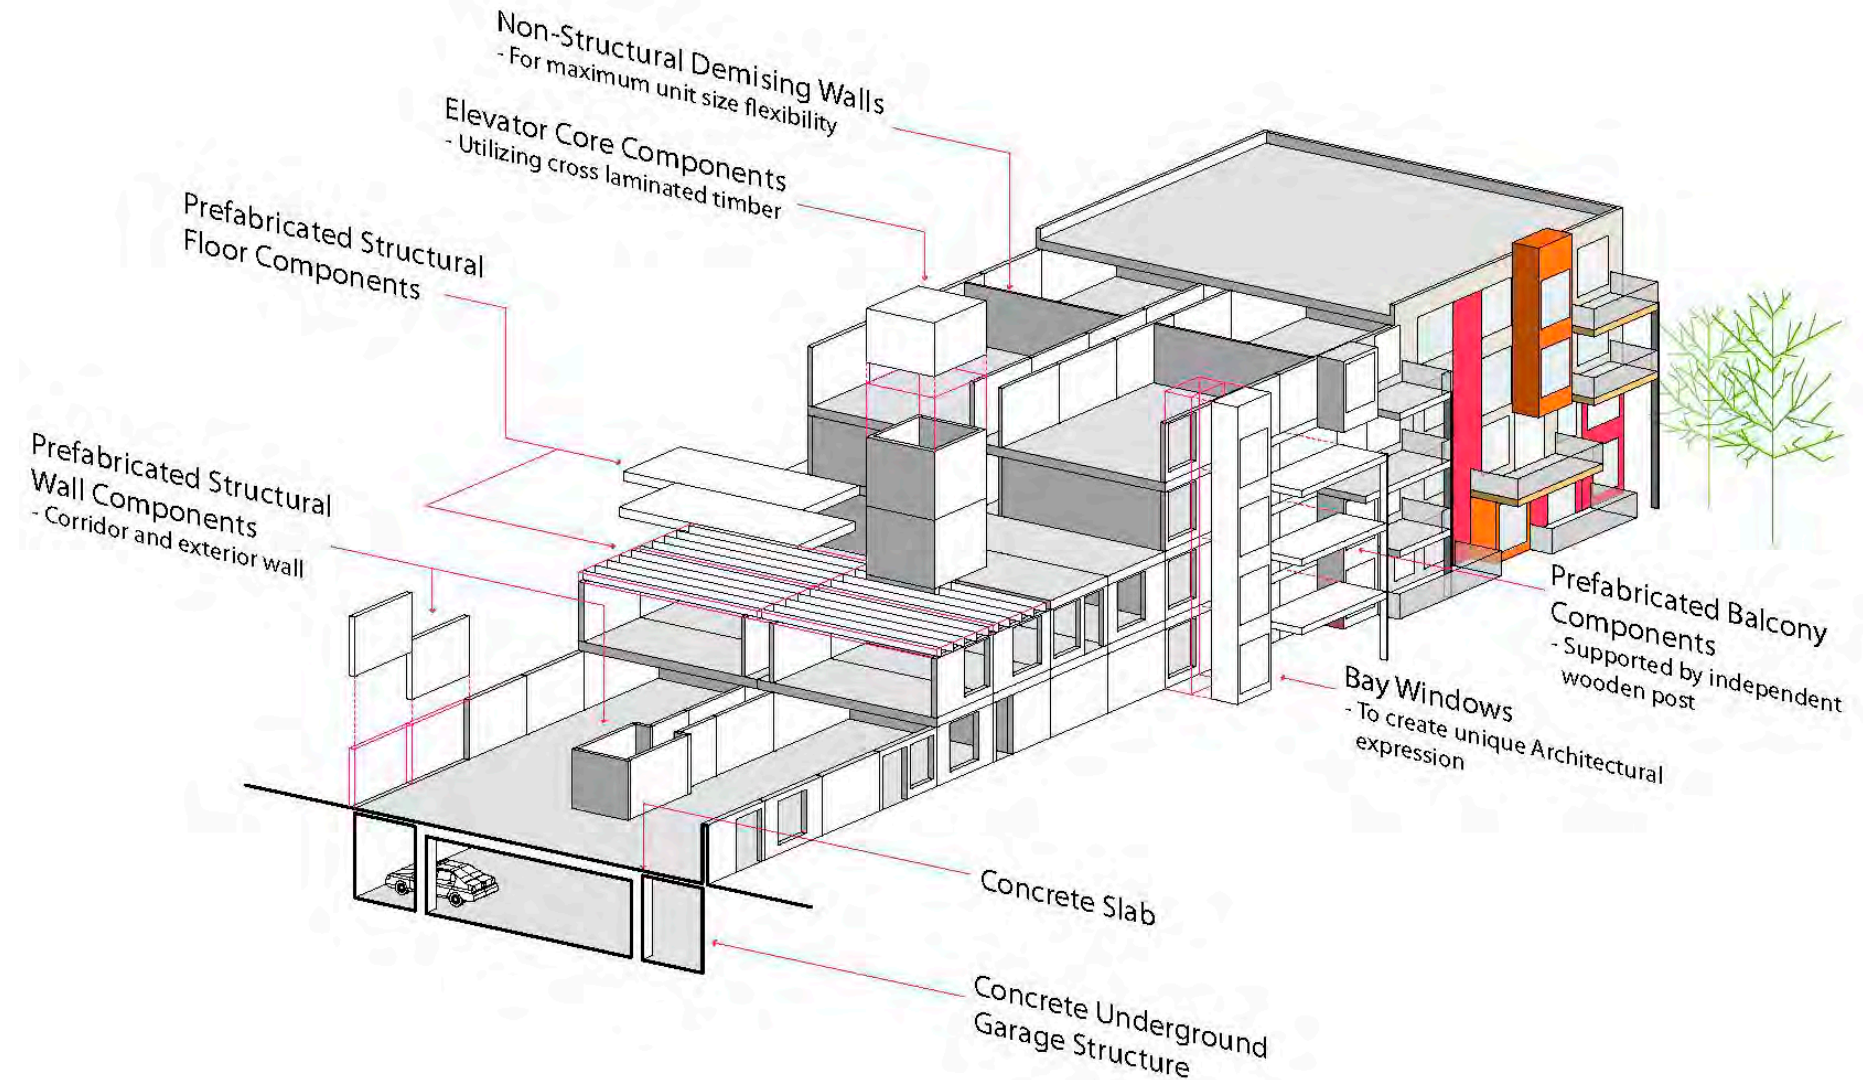 Non-Structural Demising Walls
- For maximum unit size flexibility
Elevator Core Components
- Utilizing cross laminated timber
Prefabricated Structural
Floor Components
Prefabricated Structural
Wall Components
- Corridor and exterior wall
Prefabricated Balcony
Components
- Supported by independent
wooden post
Bay Windows
- To create unique Architectural
expression
Concrete Slab
Concrete Underground
Garage Structure